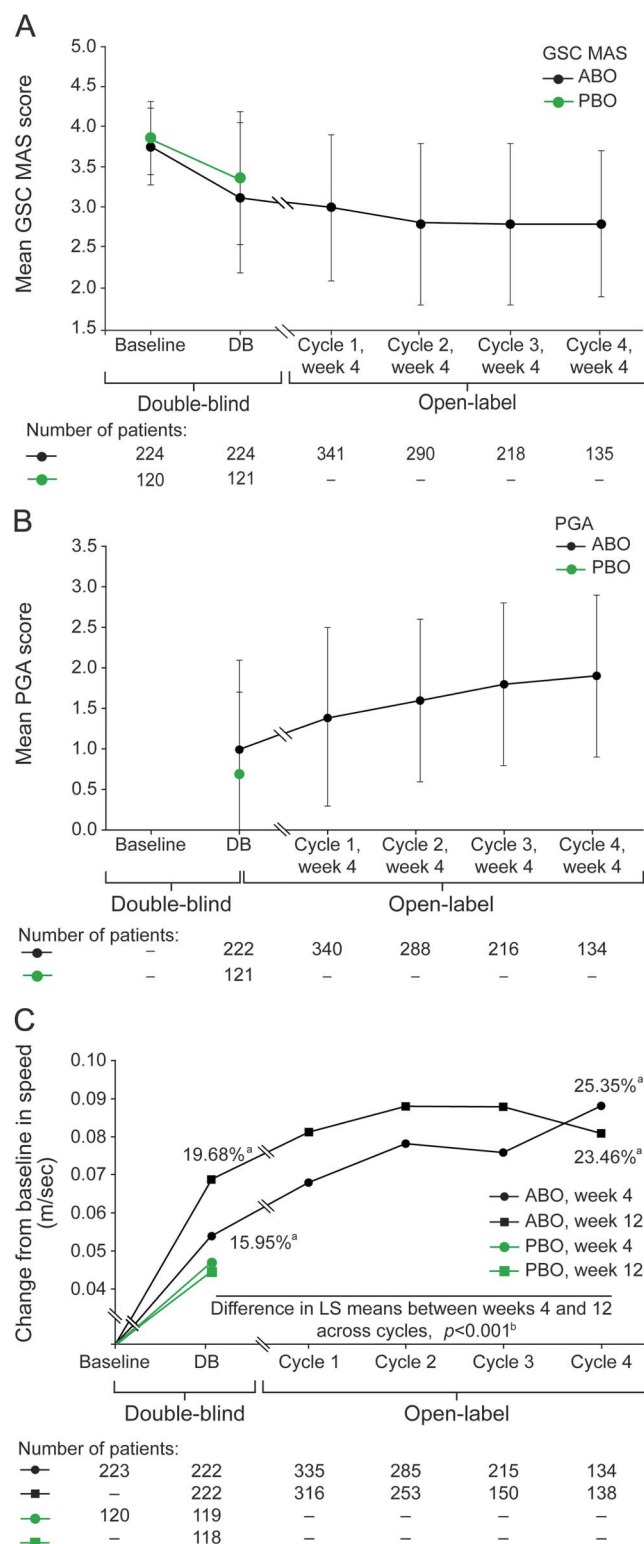 A
GSC MAS
ABO
PBO
Mean GSC MAS score
5.0
4.5
4.0
3.5
3.0
2.5
2.0
1.5
Baseline DB Cycle 1, week 4 Cycle 2, week 4 Cycle 3, week 4 Cycle 4, week 4
Double-blind Open-label
Number of patients:
224 224 341 290 218 135
120 121 – – – –
B
PGA
ABO
PBO
Mean PGA score
3.5
3.0
2.5
2.0
1.5
1.0
0.5
0.0
Baseline DB Cycle 1, week 4 Cycle 2, week 4 Cycle 3, week 4 Cycle 4, week 4
Double-blind Open-label
Number of patients:
– 222 340 288 216 134
– 121 – – – –
C
Change from baseline in speed (m/sec)
0.10
0.09
0.08
0.07
0.06
0.05
0.04
25.35%a
19.68%a
23.46%a
15.95%a
ABO, week 4
ABO, week 12
PBO, week 4
PBO, week 12
Difference in LS means between weeks 4 and 12
across cycles, p<0.001b
Baseline DB Cycle 1 Cycle 2 Cycle 3 Cycle 4
Double-blind Open-label
Number of patients:
223 222 335 285 215 134
– 222 316 253 150 138
120 119 – – – –
– 118 – – – –